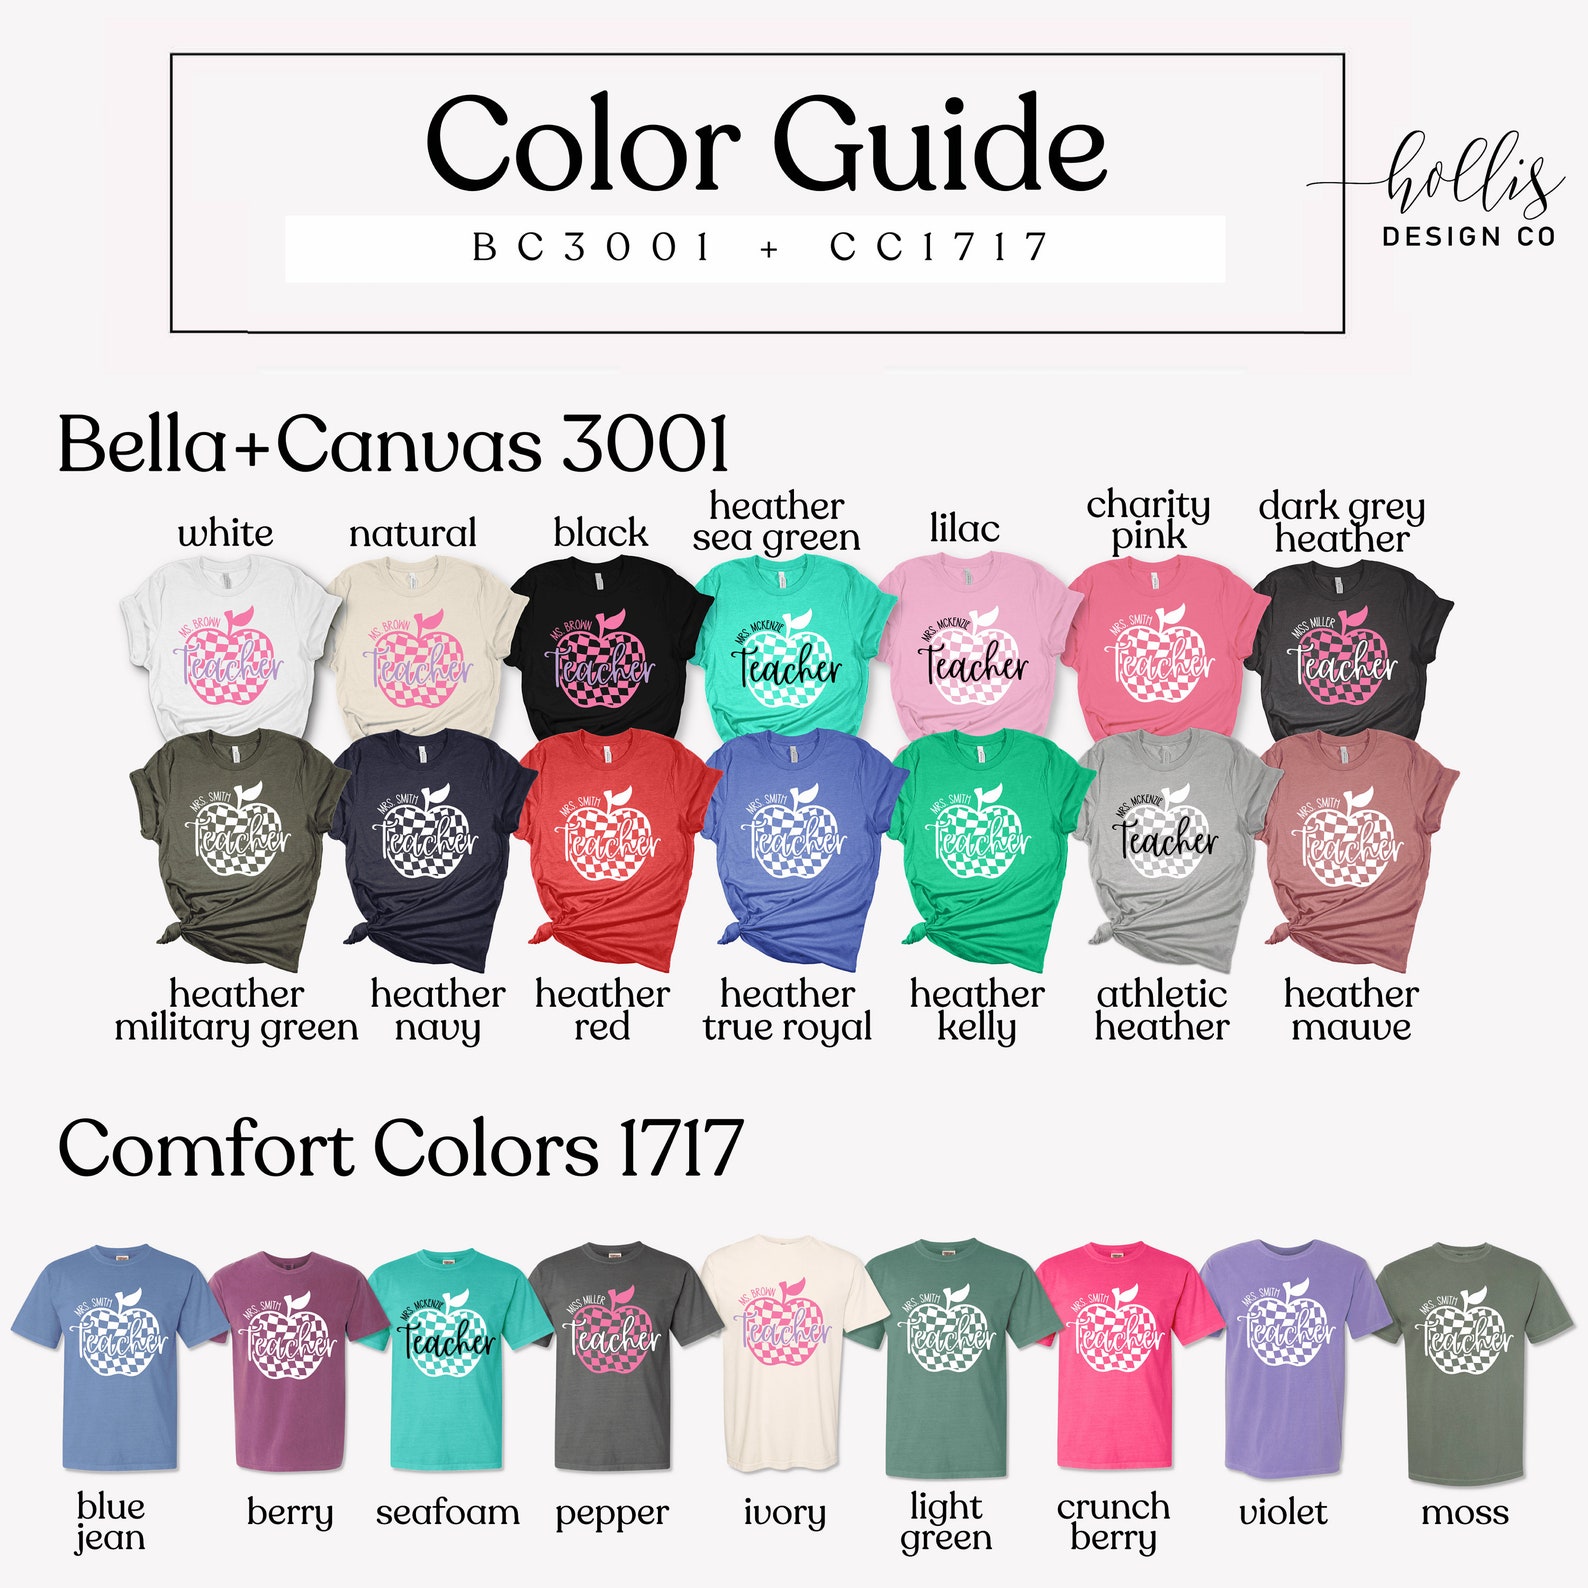 Color Guide
BC3001 + CC1717
hollis
DESIGN CO
Bella+Canvas 3001
white
natural
black
heather
sea green
lilac
charity
pink
dark grey
heather
MS. BROWN
Teacher
MS. BROWN
Teacher
MS. BROWN
Teacher
MRS. MCKENZIE
Teacher
MRS. MCKENZIE
Teacher
MRS. SMITH
Teacher
MISS MILLER
Teacher
MRS. SMITH
Teacher
MRS. SMITH
Teacher
MRS. SMITH
Teacher
MRS. SMITH
Teacher
MRS. SMITH
Teacher
MRS. MCKENZIE
Teacher
MRS. SMITH
Teacher
heather
military green
heather
navy
heather
red
heather
true royal
heather
kelly
athletic
heather
heather
mauve
Comfort Colors 1717
MRS. SMITH
Teacher
MRS. SMITH
Teacher
MRS. MCKENZIE
Teacher
MISS MILLER
Teacher
MS. BROWN
Teacher
MRS. SMITH
Teacher
MRS. SMITH
Teacher
MRS. SMITH
Teacher
MRS. SMITH
Teacher
blue
jean
berry
seafoam
pepper
ivory
light
green
crunch
berry
violet
moss